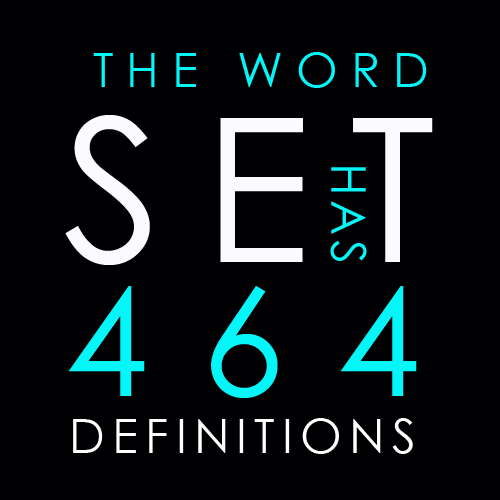 THE WORD
SET
HAS
464
DEFINITIONS